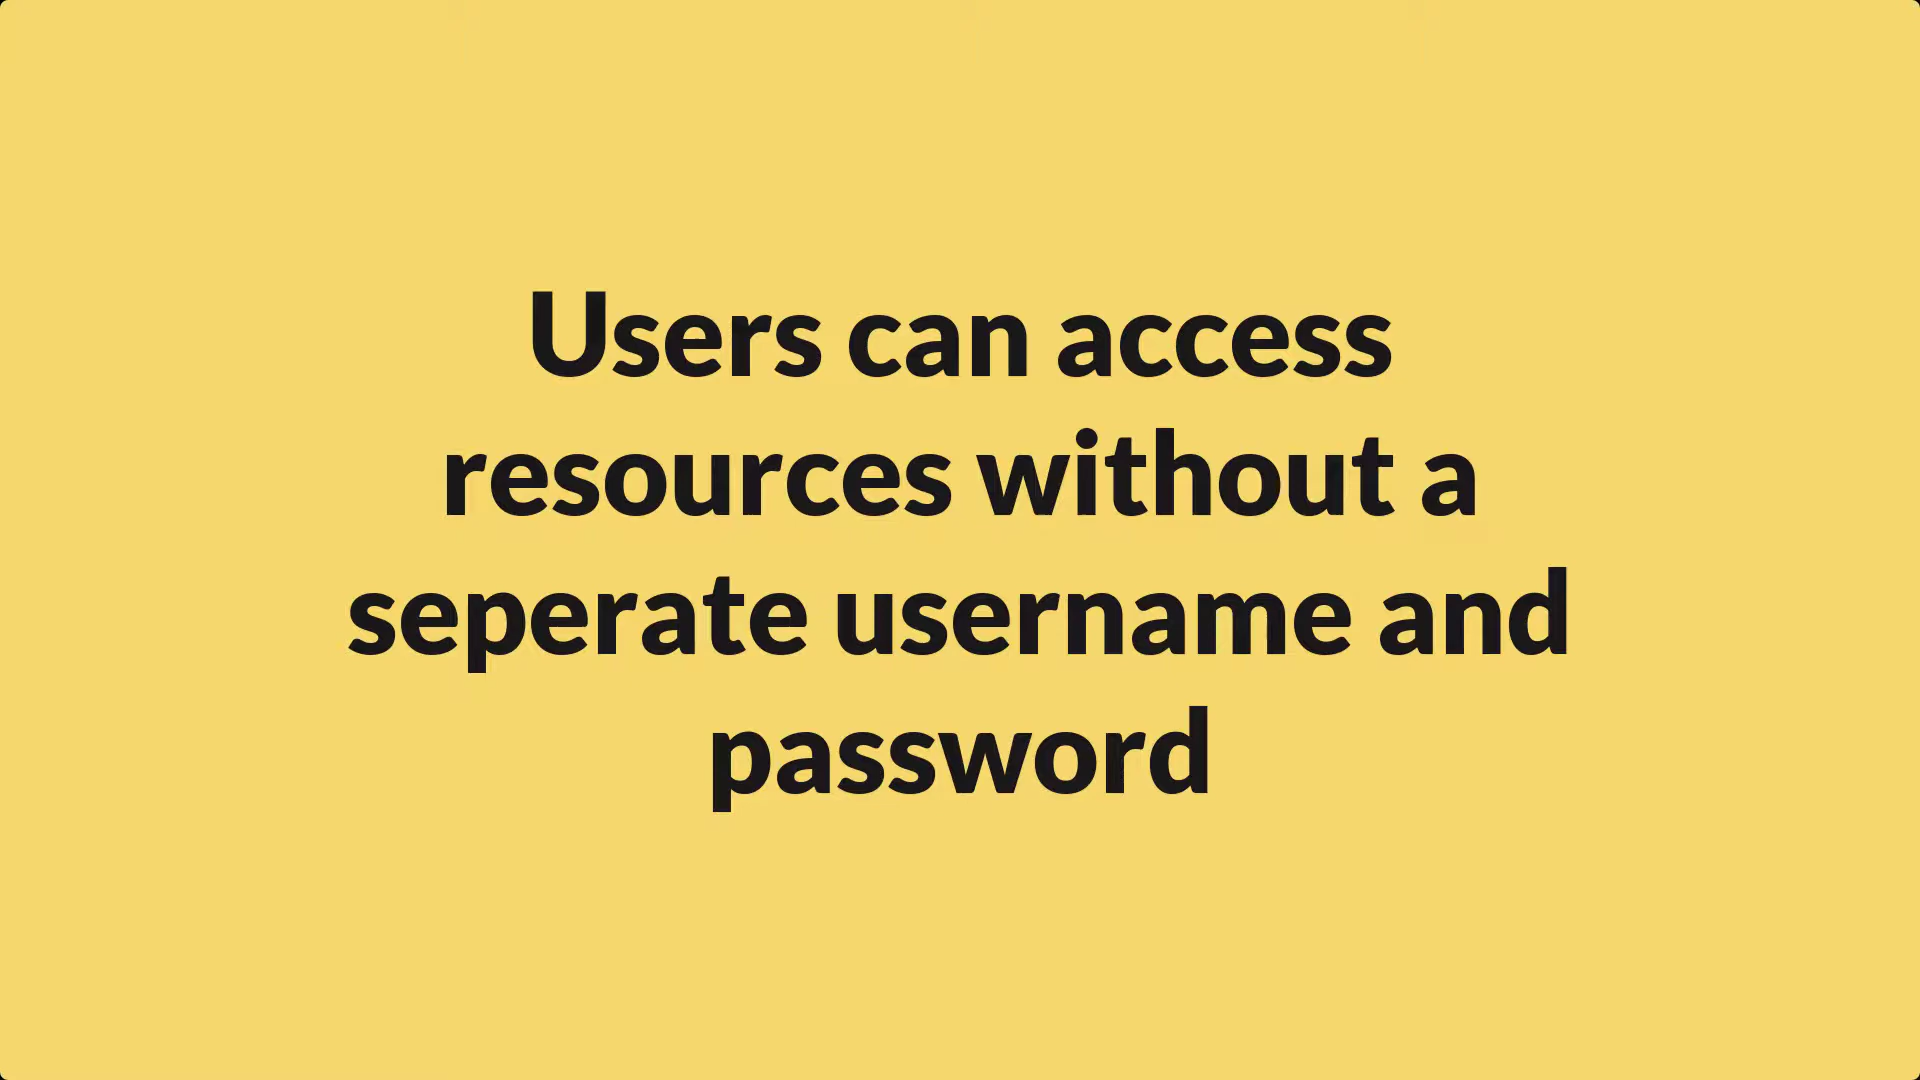 Users can access
resources without a
seperate username and
password